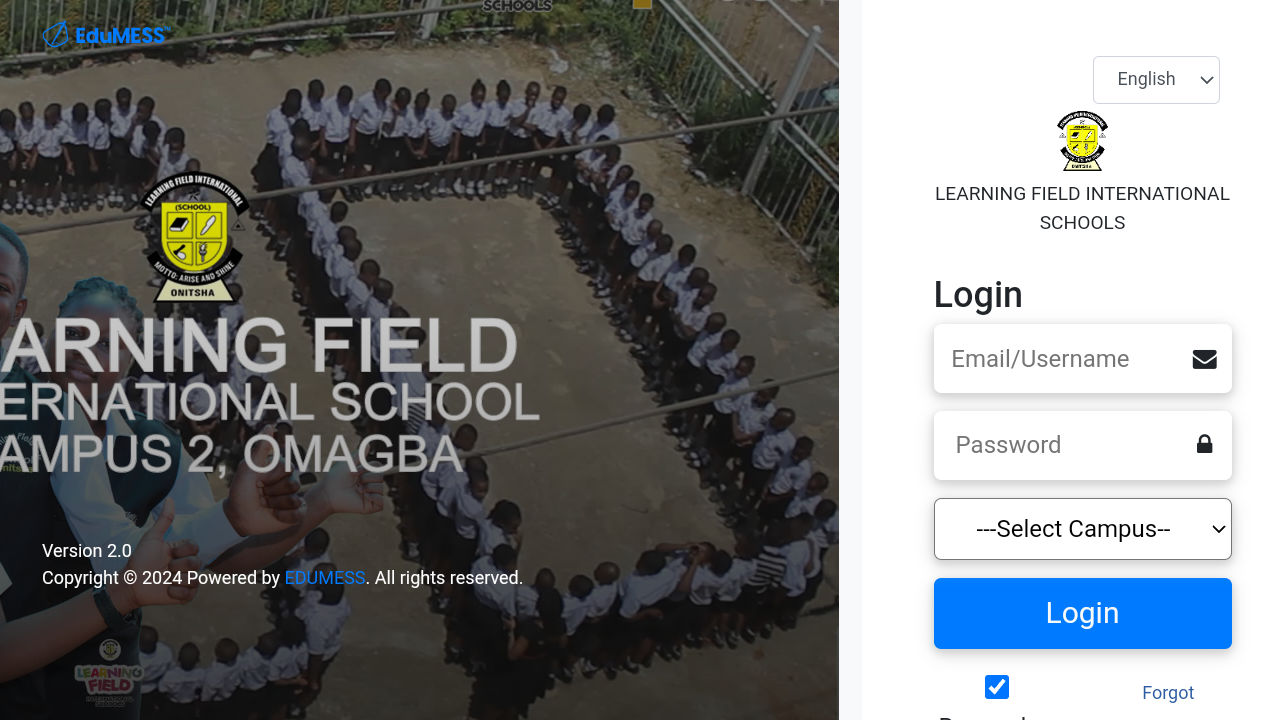 SCHOOLS
EduMESS
LEARNING FIELD INTERNATIONAL
(SCHOOL)
MOTTO: ARISE AND SHINE
ONITSHA
ARNING FIELD
ERNATIONAL SCHOOL
AMPUS 2, OMAGBA
Version 2.0
Copyright © 2024 Powered by EDUMESS. All rights reserved.
LEARNING
FIELD
English
ONITSHA
LEARNING FIELD INTERNATIONAL
SCHOOLS
Login
Email/Username
Password
---Select Campus--
Login
Forgot